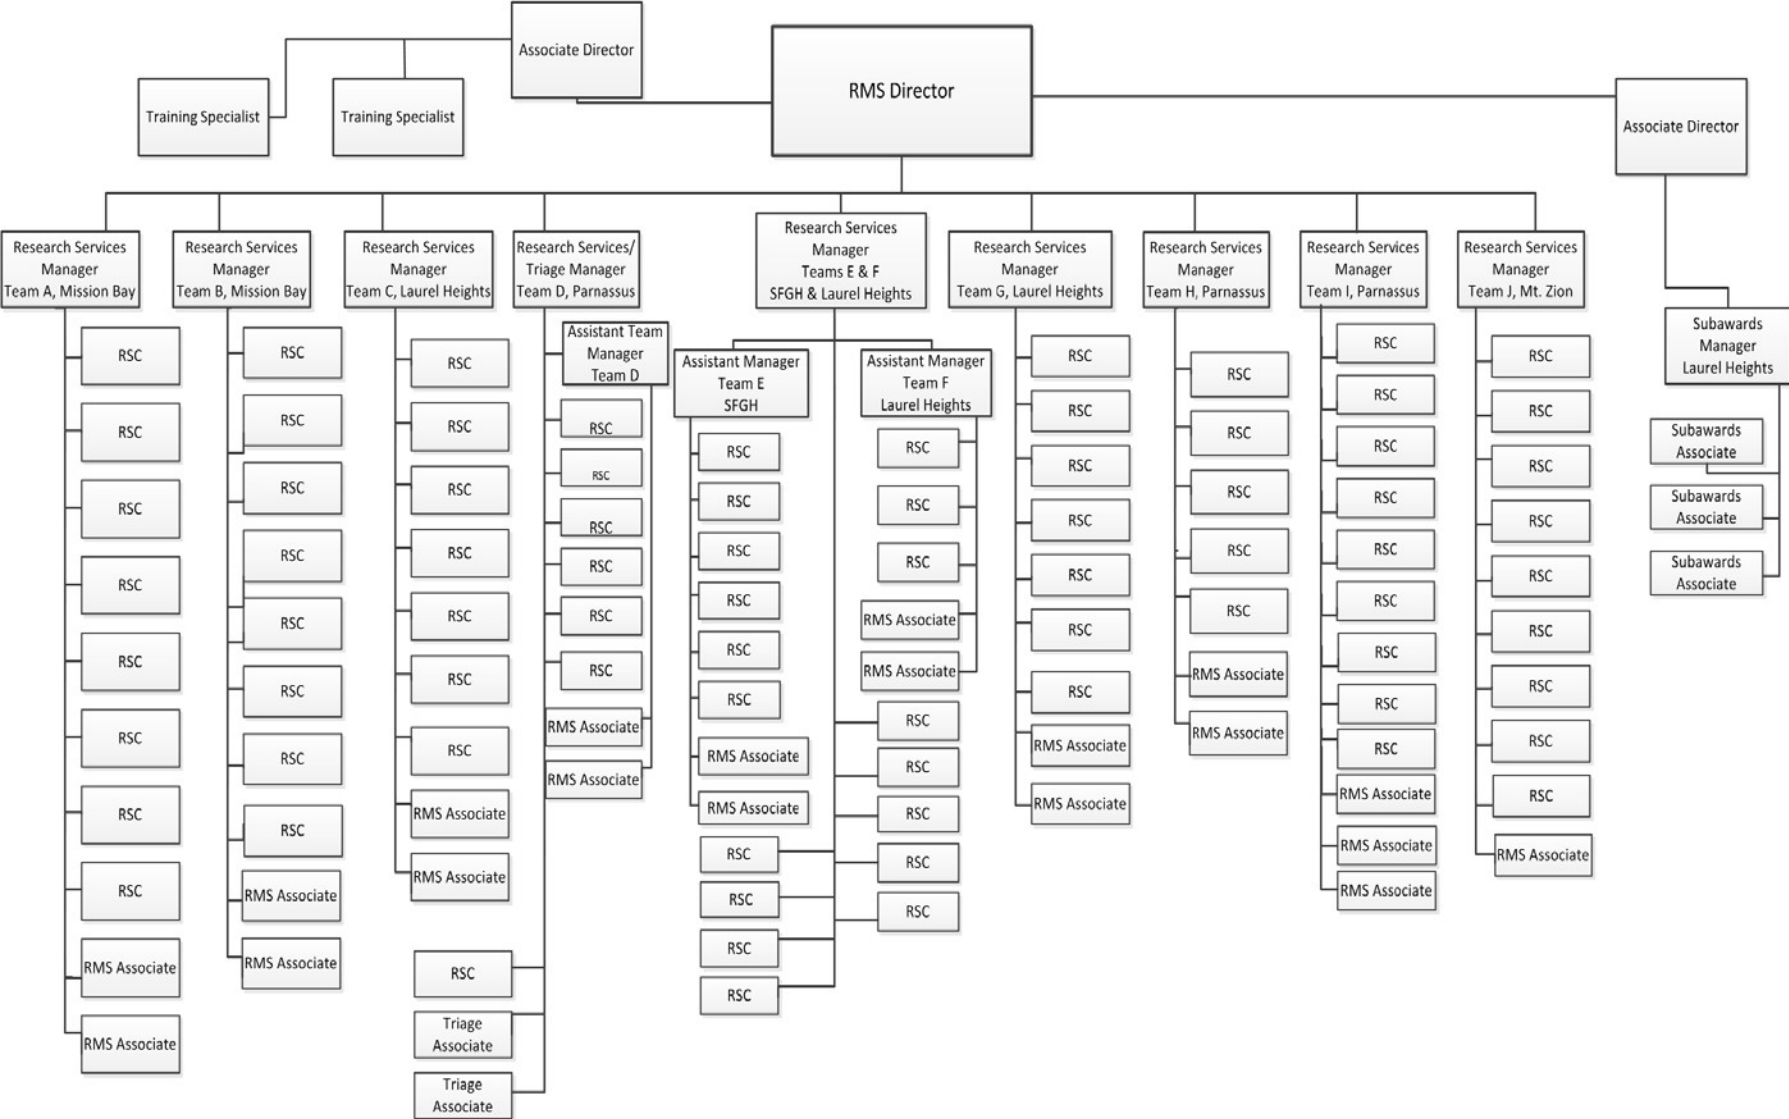 Associate Director
RMS Director
Training Specialist
Training Specialist
Associate Director
Research Services
Manager
Team A, Mission Bay
RSC
RSC
RSC
RSC
RSC
RSC
RSC
RSC
RMS Associate
RMS Associate
Research Services
Manager
Team B, Mission Bay
RSC
RSC
RSC
RSC
RSC
RSC
RSC
RSC
RMS Associate
RMS Associate
Research Services
Manager
Team C, Laurel Heights
RSC
RSC
RSC
RSC
RSC
RSC
RSC
RMS Associate
RMS Associate
Research Services/
Triage Manager
Team D, Parnassus
Assistant Team
Manager
Team D
RSC
RSC
RSC
RSC
RSC
RSC
RMS Associate
RMS Associate
RSC
Triage
Associate
Triage
Associate
Research Services
Manager
Teams E & F
SFGH & Laurel Heights
Assistant Manager
Team E
SFGH
RSC
RSC
RSC
RSC
RSC
RSC
RMS Associate
RMS Associate
RSC
RSC
RSC
RSC
Assistant Manager
Team F
Laurel Heights
RSC
RSC
RSC
RMS Associate
RMS Associate
RSC
RSC
RSC
RSC
RSC
Research Services
Manager
Team G, Laurel Heights
RSC
RSC
RSC
RSC
RSC
RSC
RSC
RMS Associate
RMS Associate
Research Services
Manager
Team H, Parnassus
RSC
RSC
RSC
RSC
RSC
RMS Associate
RMS Associate
Research Services
Manager
Team I, Parnassus
RSC
RSC
RSC
RSC
RSC
RSC
RSC
RSC
RSC
RMS Associate
RMS Associate
RMS Associate
Research Services
Manager
Team J, Mt. Zion
RSC
RSC
RSC
RSC
RSC
RSC
RSC
RSC
RSC
RMS Associate
Subawards
Manager
Laurel Heights
Subawards
Associate
Subawards
Associate
Subawards
Associate